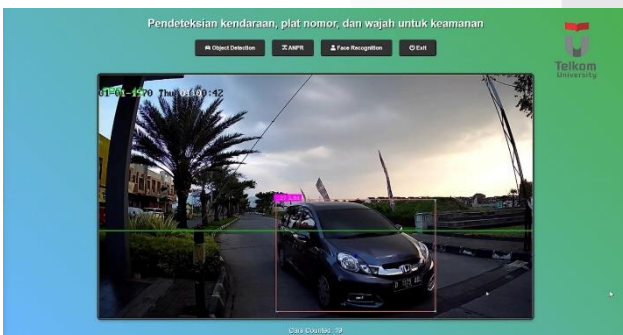 Pendeteksian kendaraan, plat nomor, dan wajah untuk keamanan
Object Detection
ANPR
Face Recognition
Exit
Telkom
University
01-01-1970 Thu 01:00:42
Cars Counted: 19